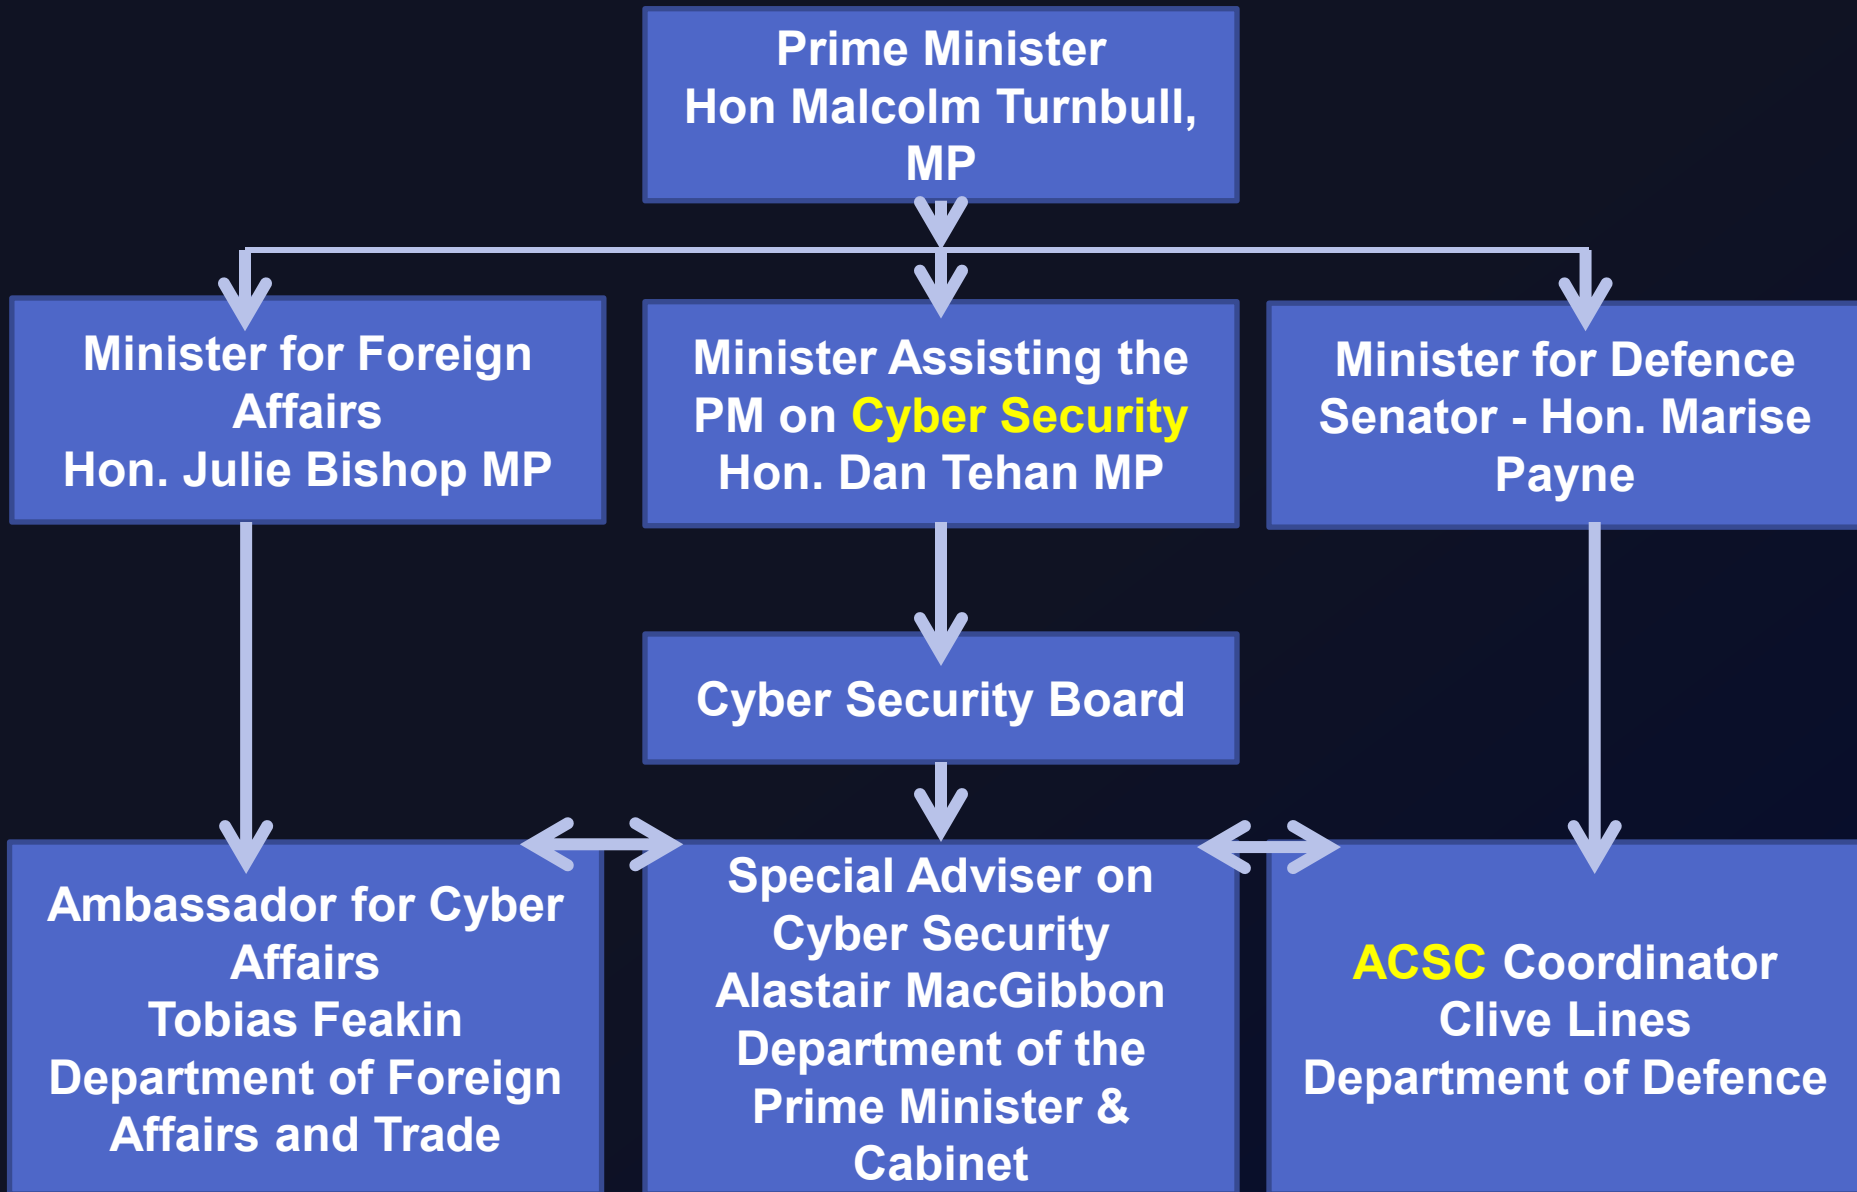 Prime Minister
Hon Malcolm Turnbull,
MP
Minister for Foreign
Affairs
Hon. Julie Bishop MP
Minister Assisting the
PM on Cyber Security
Hon. Dan Tehan MP
Minister for Defence
Senator - Hon. Marise
Payne
Cyber Security Board
Ambassador for Cyber
Affairs
Tobias Feakin
Department of Foreign
Affairs and Trade
Special Adviser on
Cyber Security
Alastair MacGibbon
Department of the
Prime Minister &
Cabinet
ACSC Coordinator
Clive Lines
Department of Defence